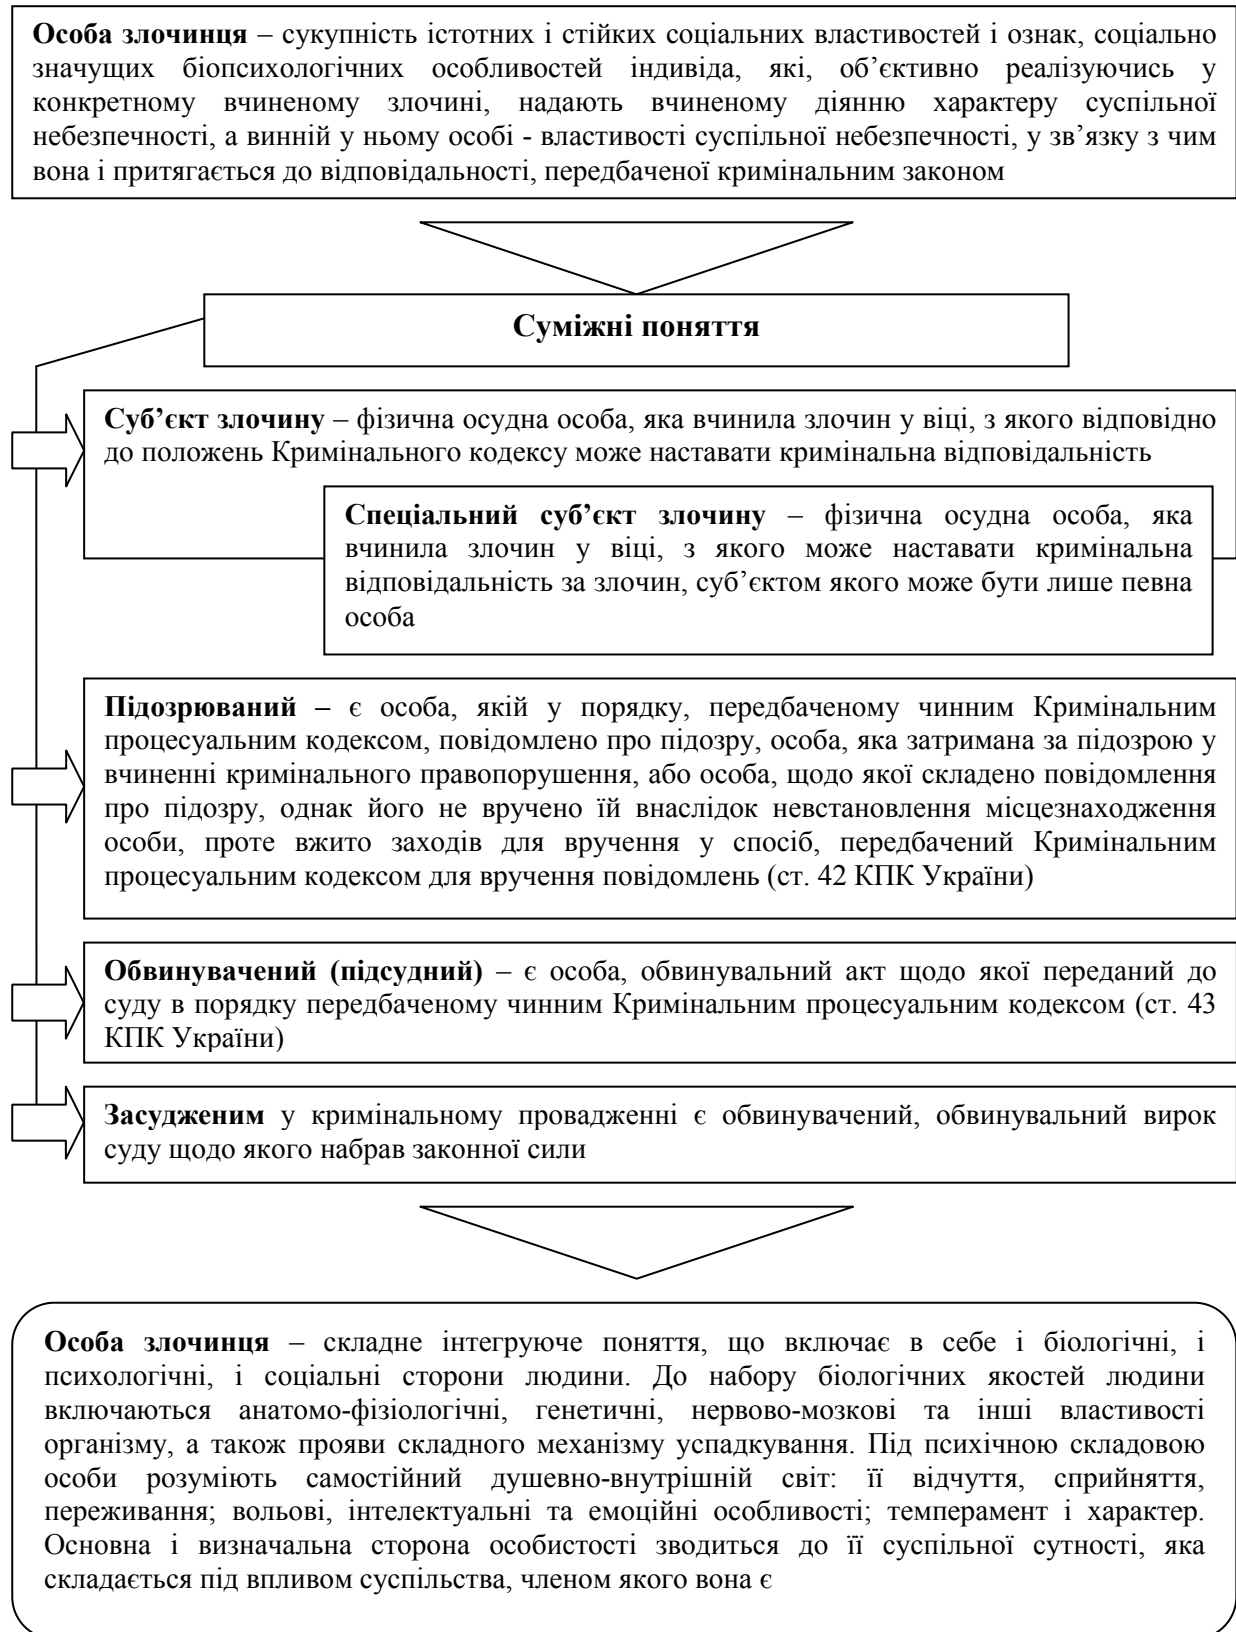 Особа злочинця – сукупність істотних і стійких соціальних властивостей і ознак, соціально
значущих біопсихологічних особливостей індивіда, які, об’єктивно реалізуючись у
конкретному вчиненому злочині, надають вчиненому діянню характеру суспільної
небезпечності, а винній у ньому особі - властивості суспільної небезпечності, у зв’язку з чим
вона і притягається до відповідальності, передбаченої кримінальним законом
Суміжні поняття
Суб’єкт злочину – фізична осудна особа, яка вчинила злочин у віці, з якого відповідно
до положень Кримінального кодексу може наставати кримінальна відповідальність
Спеціальний суб’єкт злочину – фізична осудна особа, яка
вчинила злочин у віці, з якого може наставати кримінальна
відповідальність за злочин, суб’єктом якого може бути лише певна
особа
Підозрюваний – є особа, якій у порядку, передбаченому чинним Кримінальним
процесуальним кодексом, повідомлено про підозру, особа, яка затримана за підозрою у
вчиненні кримінального правопорушення, або особа, щодо якої складено повідомлення
про підозру, однак його не вручено їй внаслідок невстановлення місцезнаходження
особи, проте вжито заходів для вручення у спосіб, передбачений Кримінальним
процесуальним кодексом для вручення повідомлень (ст. 42 КПК України)
Обвинувачений (підсудний) – є особа, обвинувальний акт щодо якої переданий до
суду в порядку передбаченому чинним Кримінальним процесуальним кодексом (ст. 43
КПК України)
Засудженим у кримінальному провадженні є обвинувачений, обвинувальний вирок
суду щодо якого набрав законної сили
Особа злочинця – складне інтегруюче поняття, що включає в себе і біологічні, і
психологічні, і соціальні сторони людини. До набору біологічних якостей людини
включаються анатомо-фізіологічні, генетичні, нервово-мозкові та інші властивості
організму, а також прояви складного механізму успадкування. Під психічною складовою
особи розуміють самостійний душевно-внутрішній світ: її відчуття, сприйняття,
переживання; вольові, інтелектуальні та емоційні особливості; темперамент і характер.
Основна і визначальна сторона особистості зводиться до її суспільної сутності, яка
складається під впливом суспільства, членом якого вона є